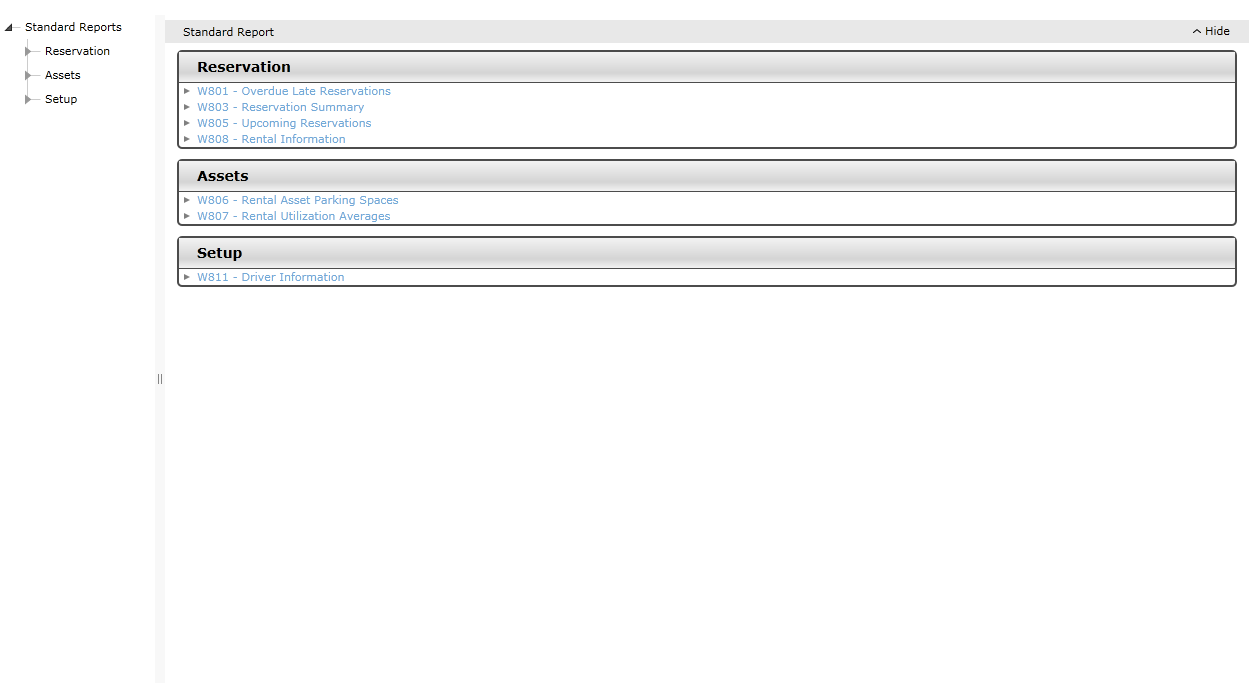 Standard Reports
Reservation
Assets
Setup
Standard Report
Hide
Reservation
W801 - Overdue Late Reservations
W803 - Reservation Summary
W805 - Upcoming Reservations
W808 - Rental Information
Assets
W806 - Rental Asset Parking Spaces
W807 - Rental Utilization Averages
Setup
W811 - Driver Information